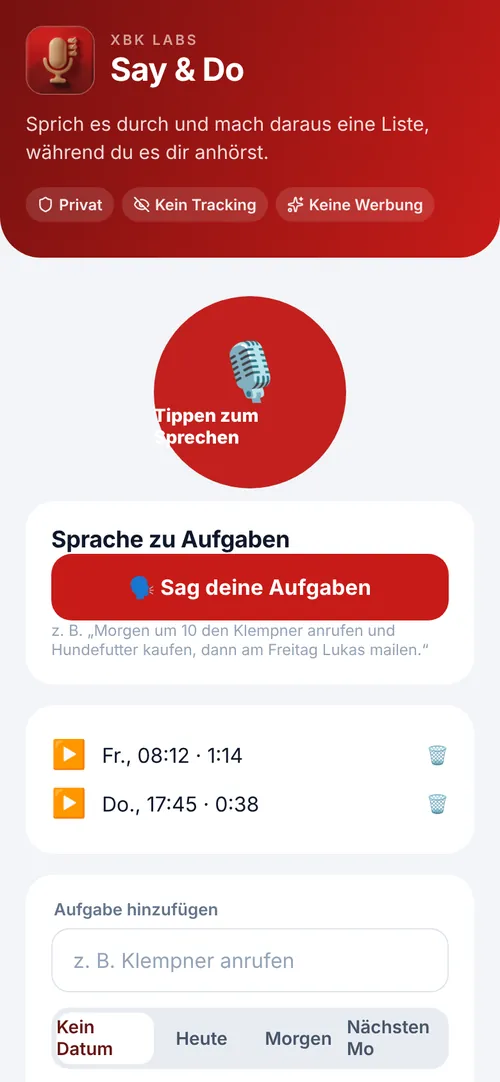 XBK LABS
Say & Do
Sprich es durch und mach daraus eine Liste,
während du es dir anhörst.
Privat
Kein Tracking
Keine Werbung
Tippen zum
Sprechen
Sprache zu Aufgaben
Sag deine Aufgaben
z. B. „Morgen um 10 den Klempner anrufen und
Hundefutter kaufen, dann am Freitag Lukas mailen.“
Fr., 08:12 · 1:14
Do., 17:45 · 0:38
Aufgabe hinzufügen
z. B. Klempner anrufen
Kein
Datum
Heute
Morgen
Nächsten
Mo